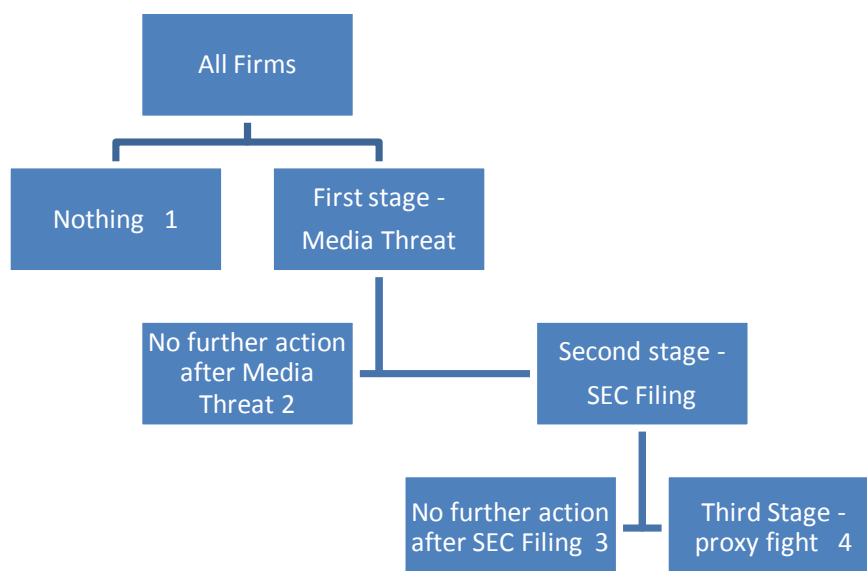 All Firms
Nothing 1
First stage -
Media Threat
No further action
after Media
Threat 2
Second stage -
SEC Filing
No further action
after SEC Filing 3
Third Stage -
proxy fight 4